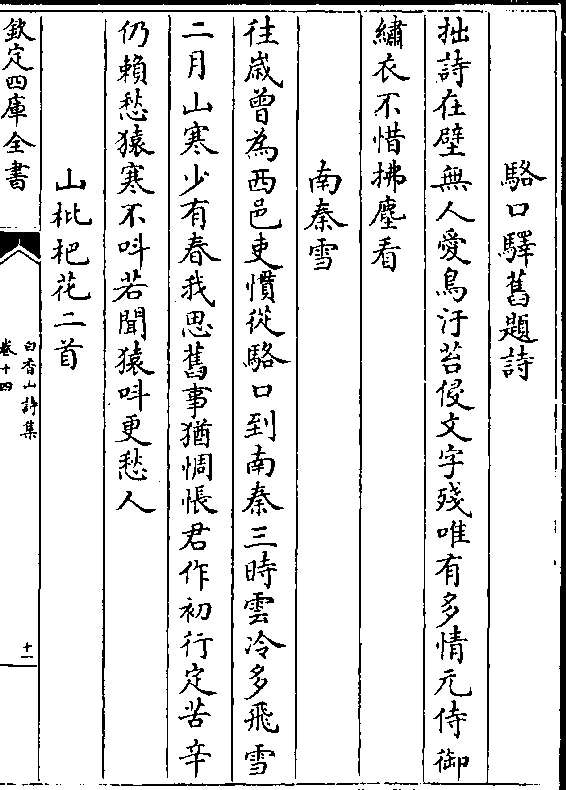 駱口驛舊題詩
拙詩在壁無人愛鳥汙苔侵文字殘唯有多情元侍御
繡衣不惜拂塵看
南秦雪
往歲曾為西邑吏慣從駱口到南秦三時雲冷多飛雪
二月山寒少有春我思舊事猶惆悵君作初行定苦辛
仍賴愁猿寒不叫若聞猿叫更愁人
山枇杷花二首
欽定四庫全書
白香山詩集
卷十四
十一